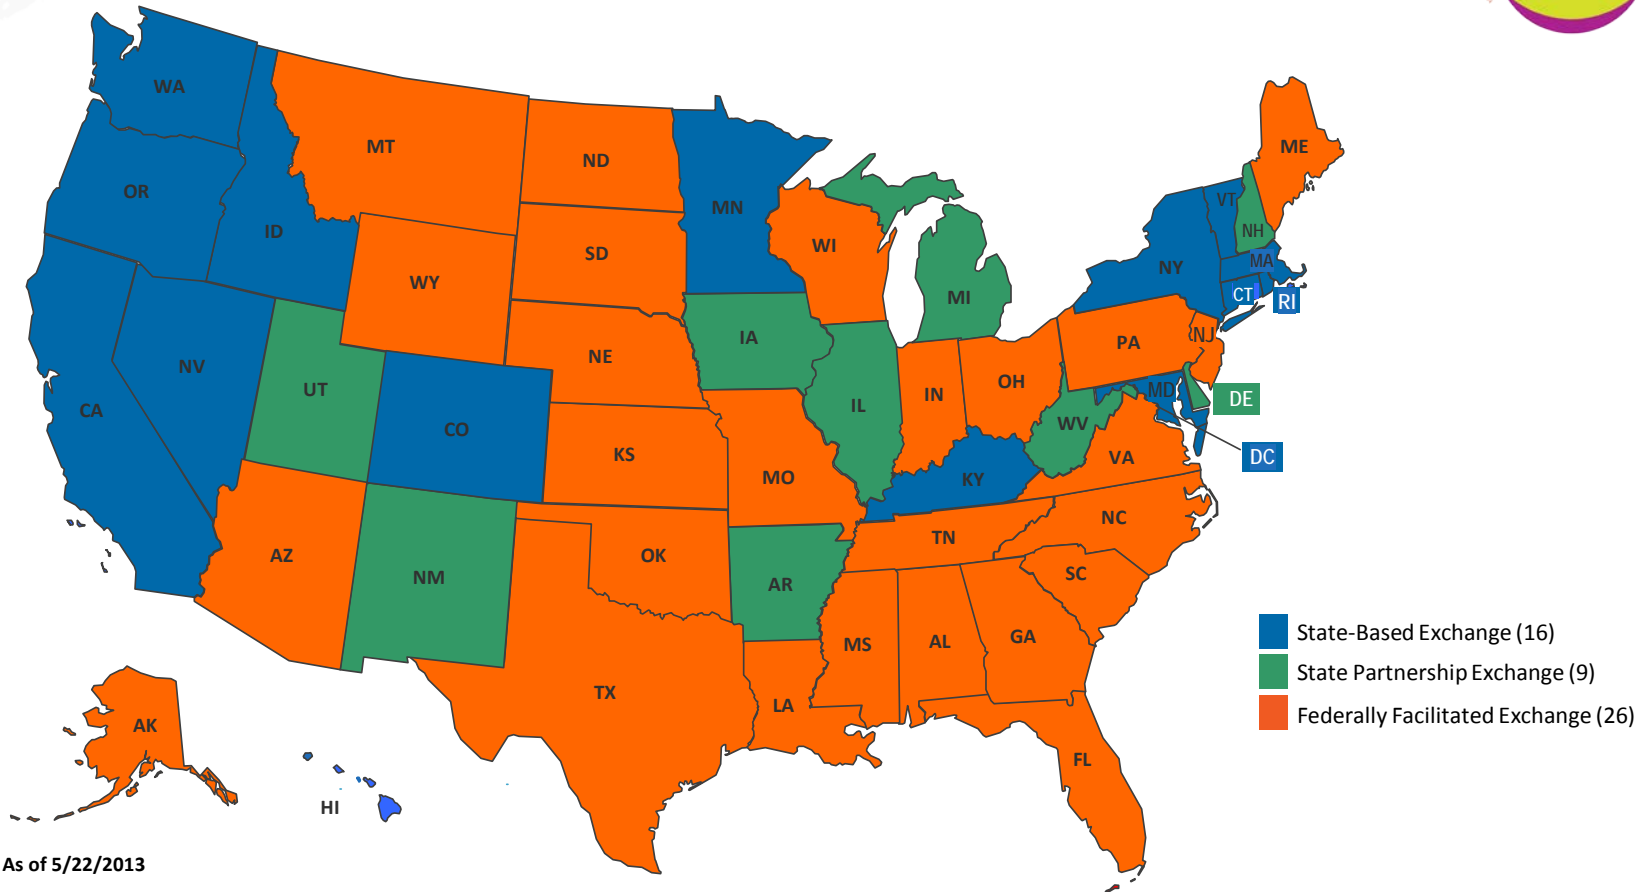 WA
MT
ND
ME
OR
MN
VT
ID
NH
WI
SD
MA
NY
WY
MI
CT
RI
IA
PA
NJ
NE
NV
UT
OH
MD
IN
DE
IL
CA
WV
CO
KS
VA
DC
MO
KY
NC
TN
AZ
OK
SC
NM
AR
GA
MS
AL
TX
LA
AK
FL
HI
State-Based Exchange (16)
State Partnership Exchange (9)
Federally Facilitated Exchange (26)
As of 5/22/2013